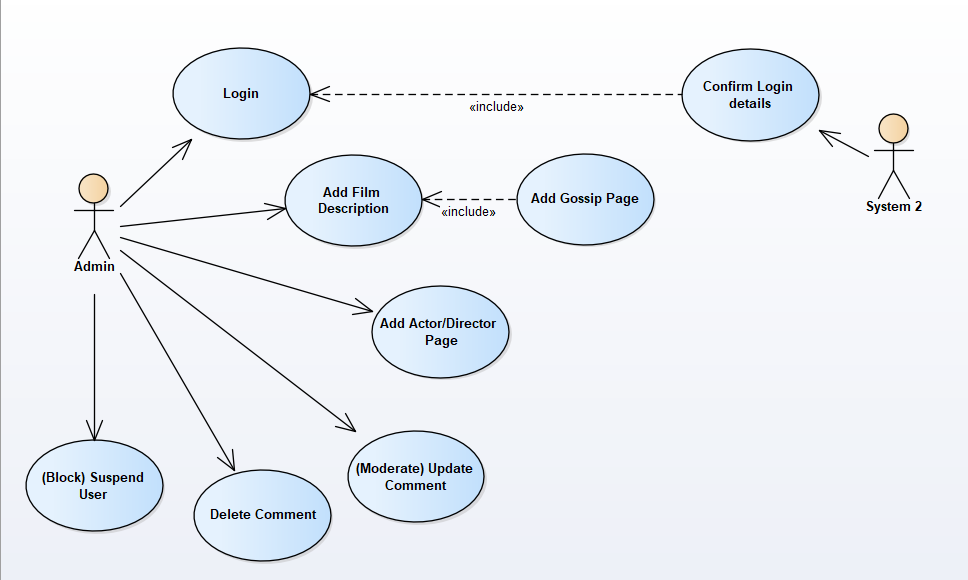 Login
«include»
Confirm Login
details
System 2
Add Film
Description
«include»
Add Gossip Page
Admin
Add Actor/Director
Page
(Block) Suspend
User
Delete Comment
(Moderate) Update
Comment